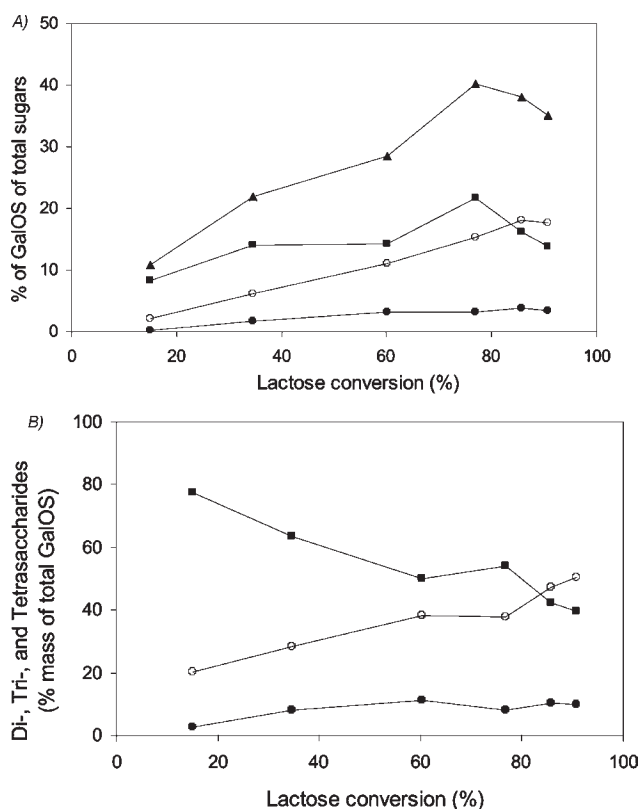 A)
% of GalOS of total sugars
50
40
30
20
10
0
0 20 40 60 80 100
Lactose conversion (%)
B)
Di-, Tri-, and Tetrasaccharides
(% mass of total GalOS)
100
80
60
40
20
0
0 20 40 60 80 100
Lactose conversion (%)